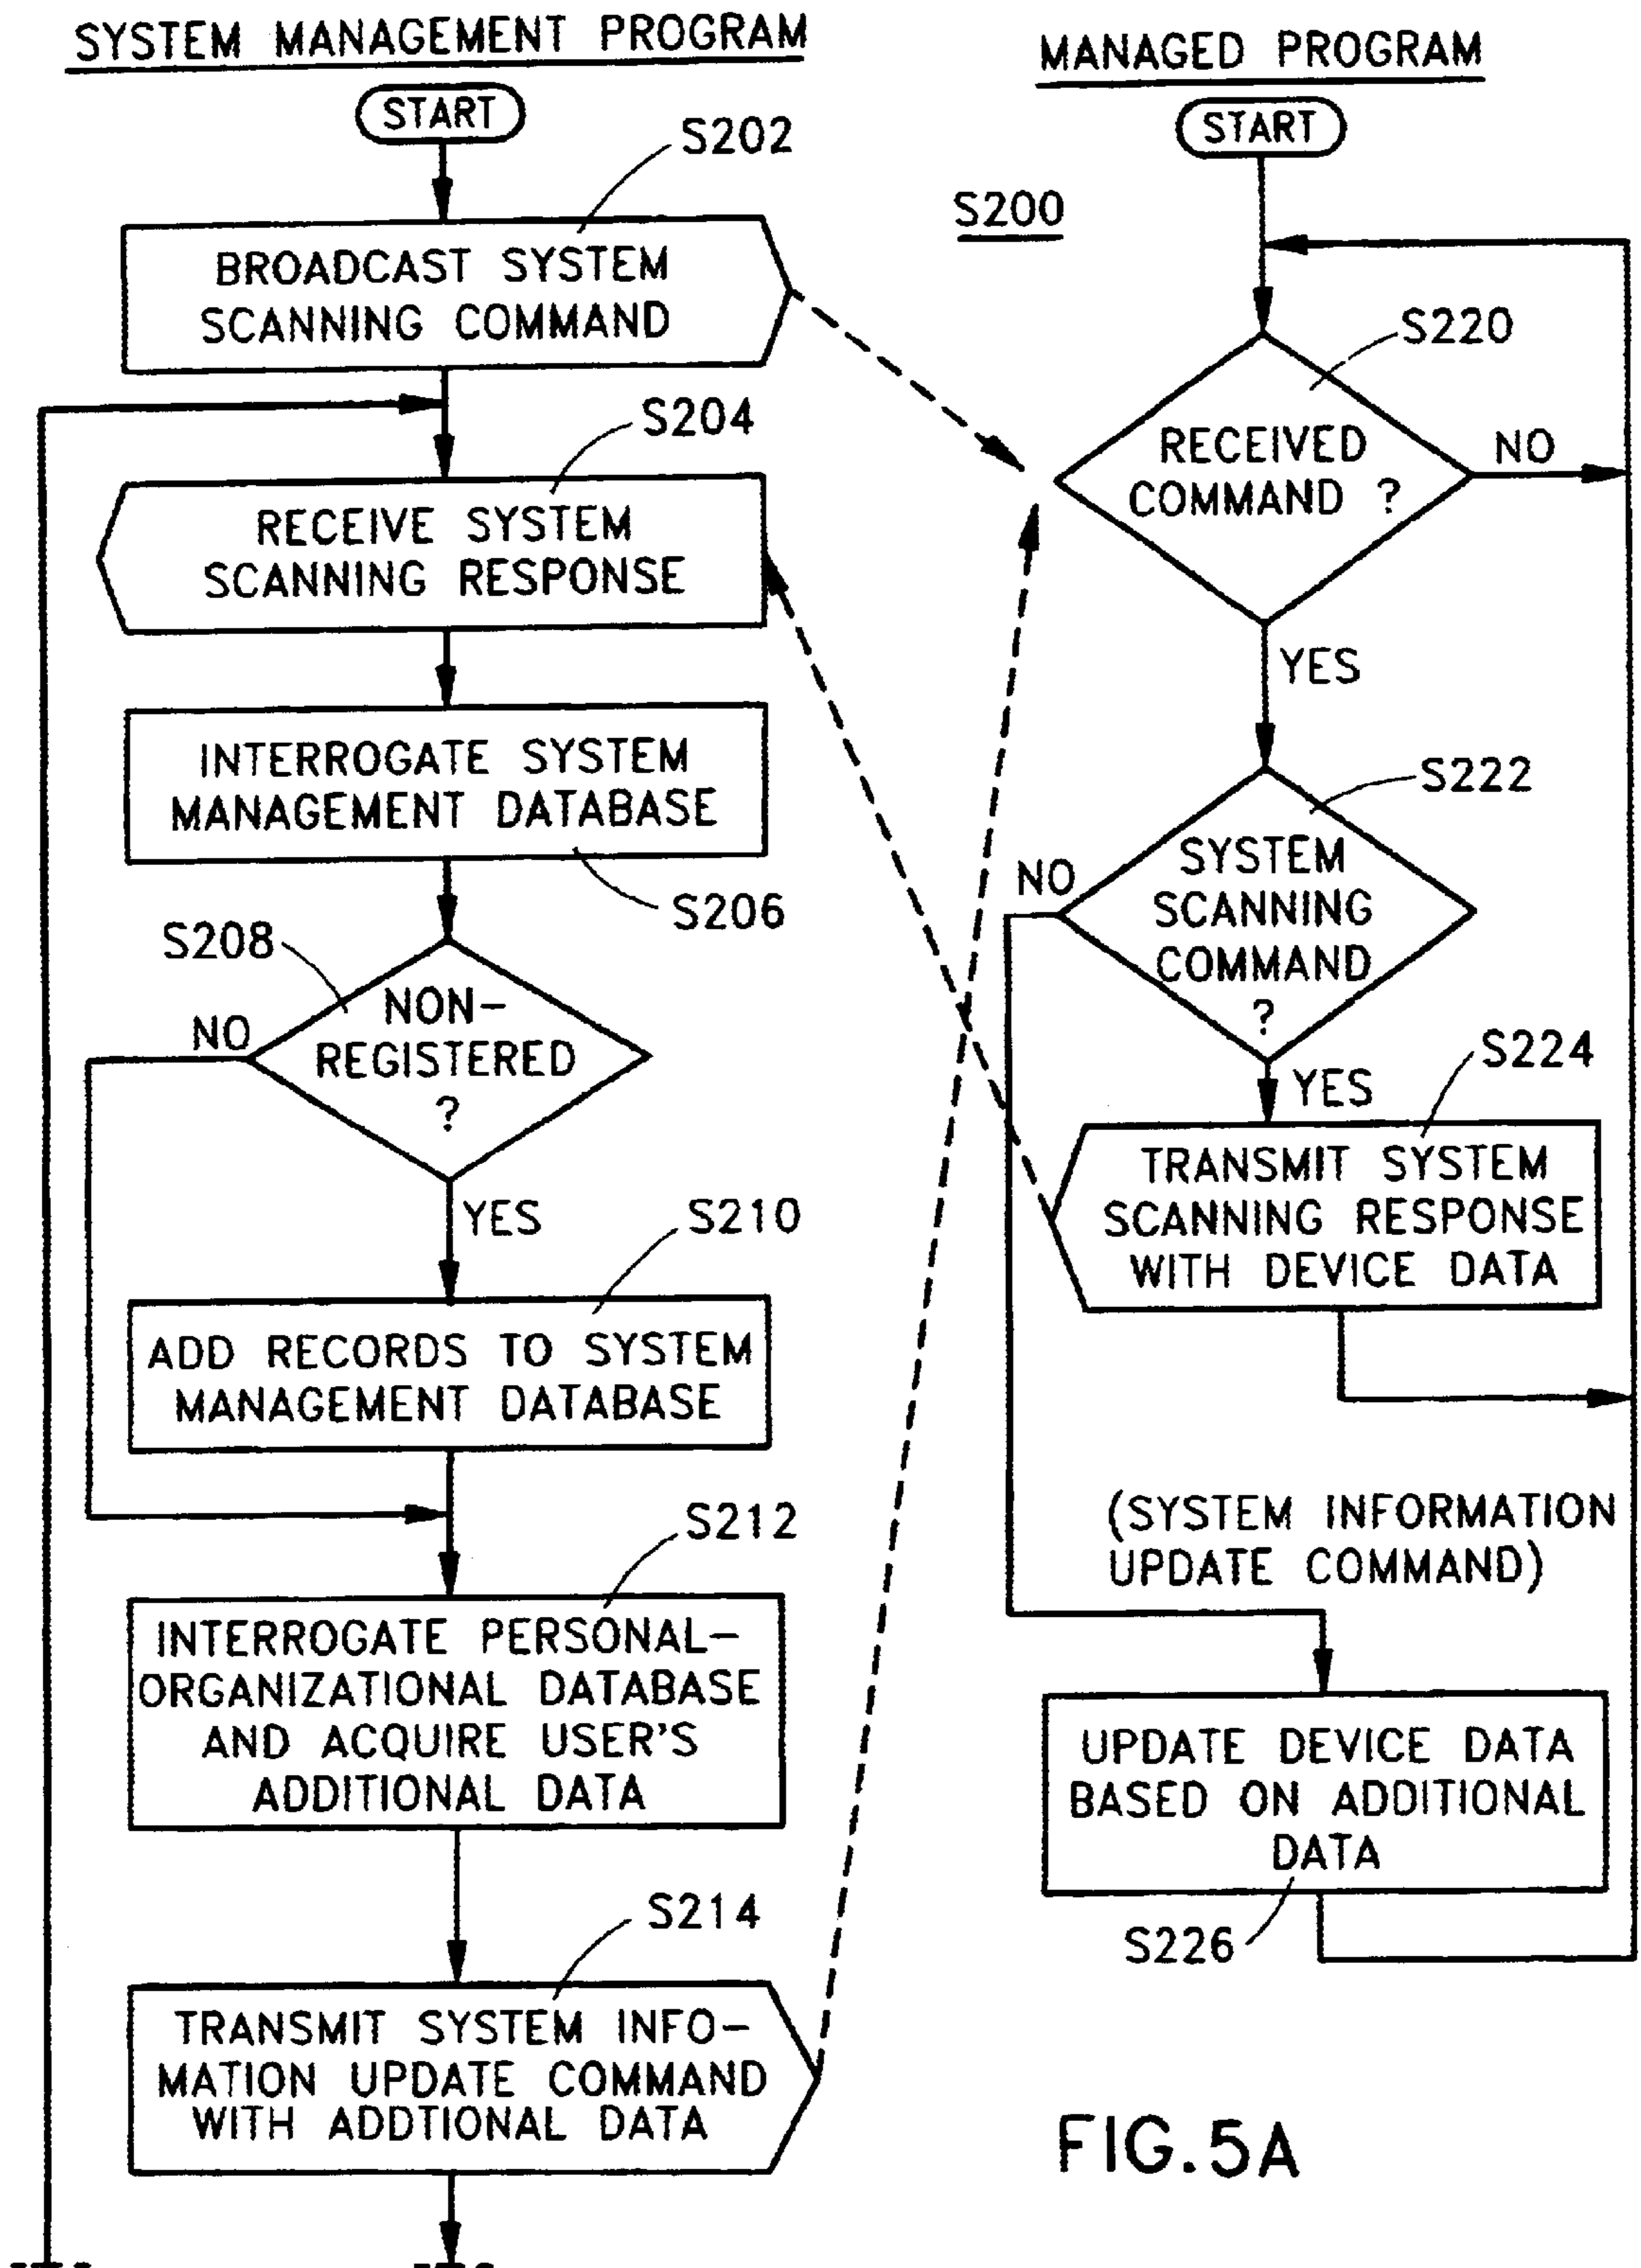 SYSTEM MANAGEMENT PROGRAM
START
S202
BROADCAST SYSTEM
SCANNING COMMAND
S204
RECEIVE SYSTEM
SCANNING RESPONSE
INTERROGATE SYSTEM
MANAGEMENT DATABASE
S206
S208
NON-
REGISTERED
?
NO
YES
S210
ADD RECORDS TO SYSTEM
MANAGEMENT DATABASE
S212
INTERROGATE PERSONAL-
ORGANIZATIONAL DATABASE
AND ACQUIRE USER'S
ADDITIONAL DATA
S214
TRANSMIT SYSTEM INFO-
MATION UPDATE COMMAND
WITH ADDTIONAL DATA
MANAGED PROGRAM
START
S200
S220
RECEIVED
COMMAND ?
NO
YES
S222
SYSTEM
SCANNING
COMMAND
?
NO
YES
S224
TRANSMIT SYSTEM
SCANNING RESPONSE
WITH DEVICE DATA
(SYSTEM INFORMATION
UPDATE COMMAND)
UPDATE DEVICE DATA
BASED ON ADDITIONAL
DATA
S226
FIG. 5A